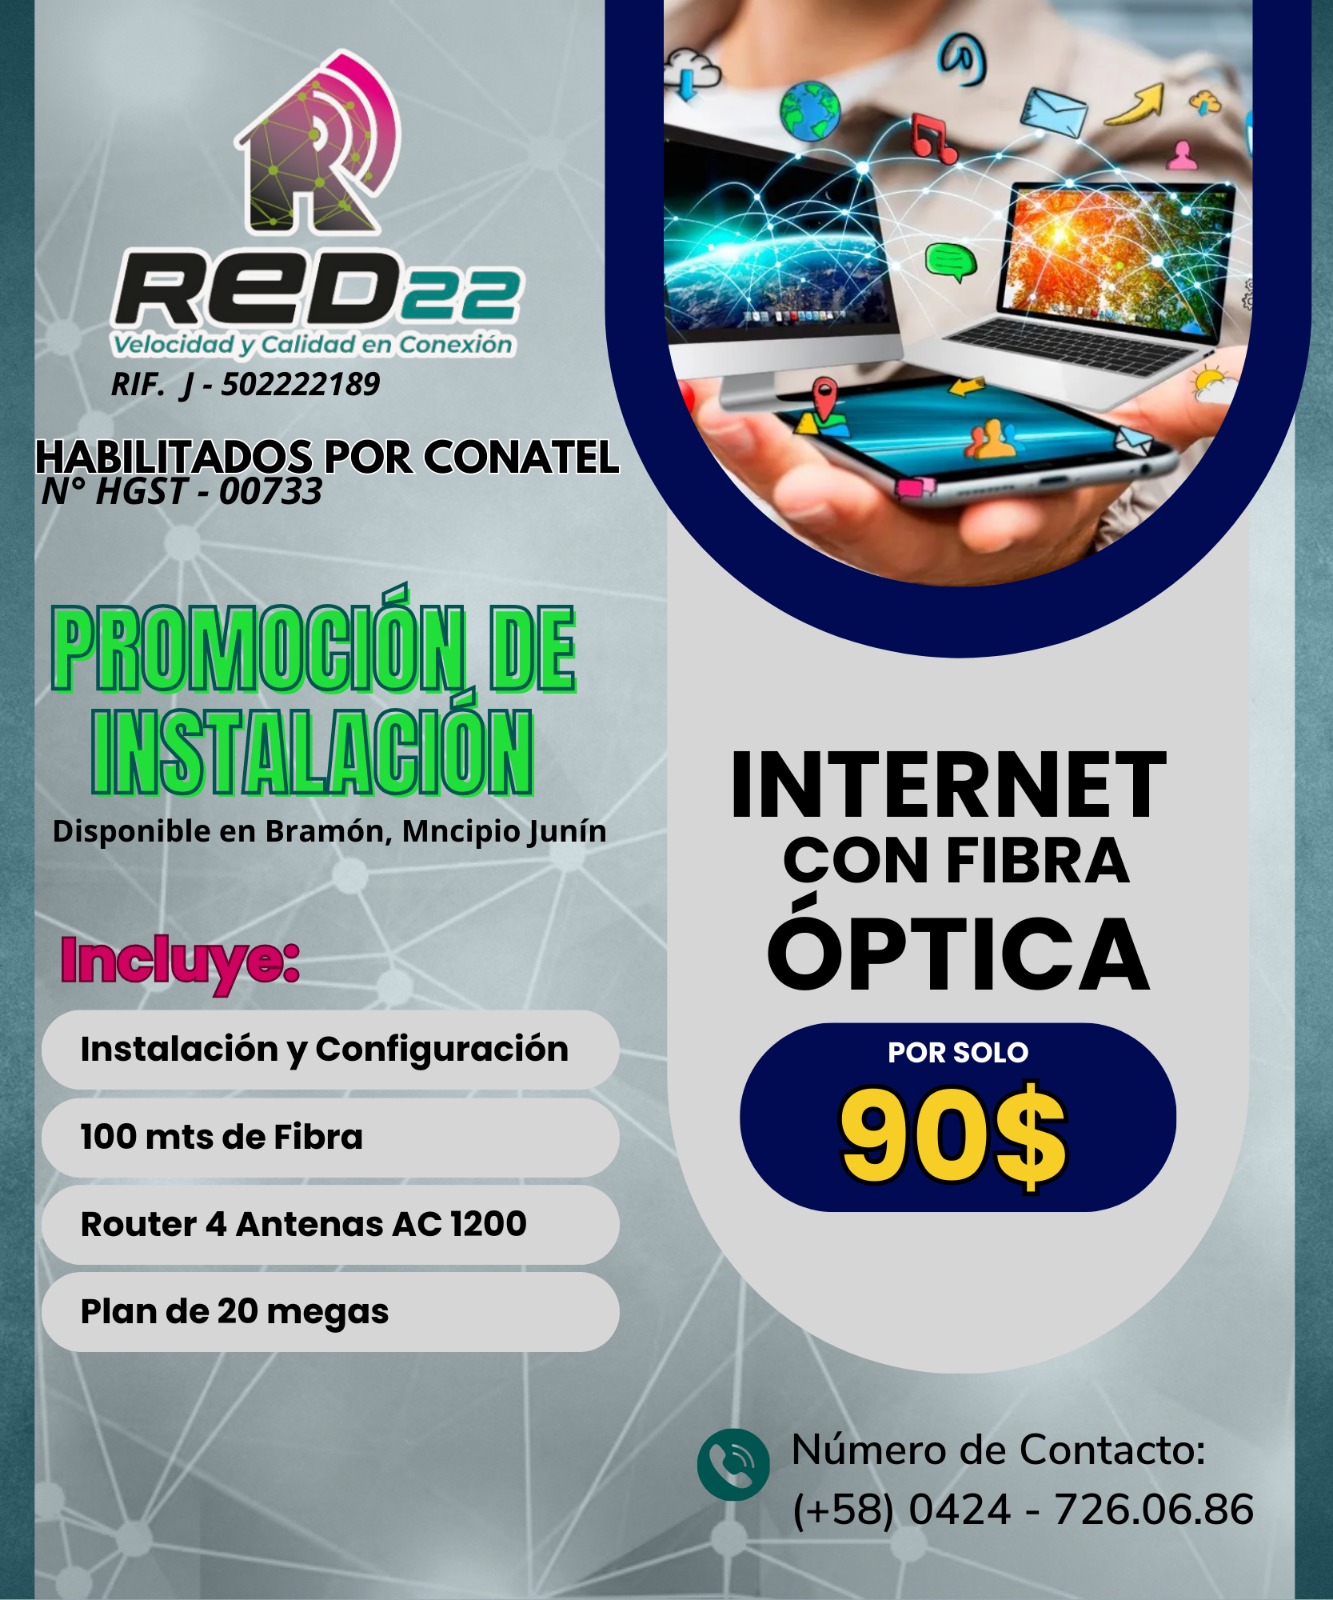 RED22
Velocidad y Calidad en Conexión
RIF. J - 502222189
HABILITADOS POR CONATEL
N° HGST - 00733
PROMOCIÓN DE
INSTALACIÓN
Disponible en Bramón, Mncipio Junín
Incluye:
Instalación y Configuración
100 mts de Fibra
Router 4 Antenas AC 1200
Plan de 20 megas
INTERNET
CON FIBRA
ÓPTICA
POR SOLO
90$
Número de Contacto:
(+58) 0424 - 726.06.86